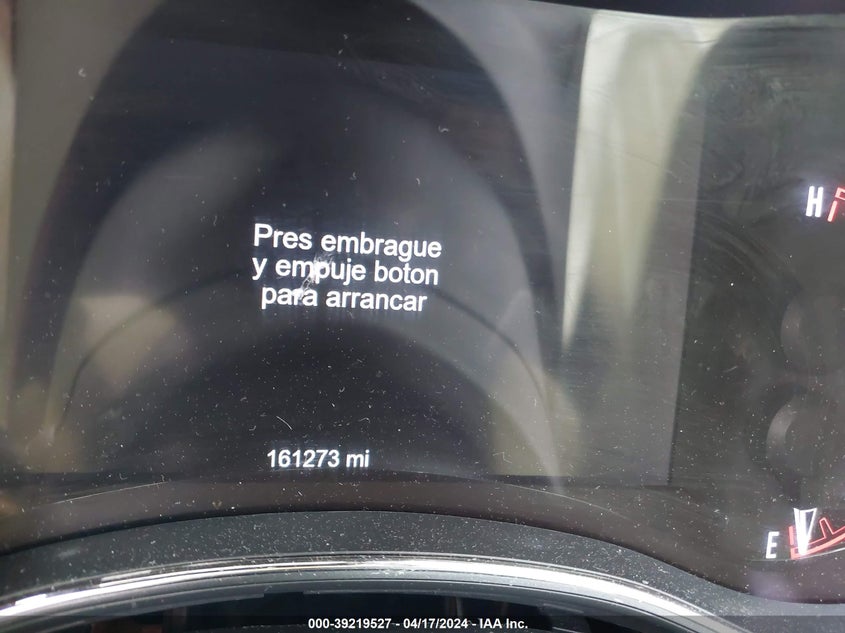 Pres embrague
y empuje boton
para arrancar
H
161273 mi
E
000-39219527 - 04/17/2024 - IAA Inc.